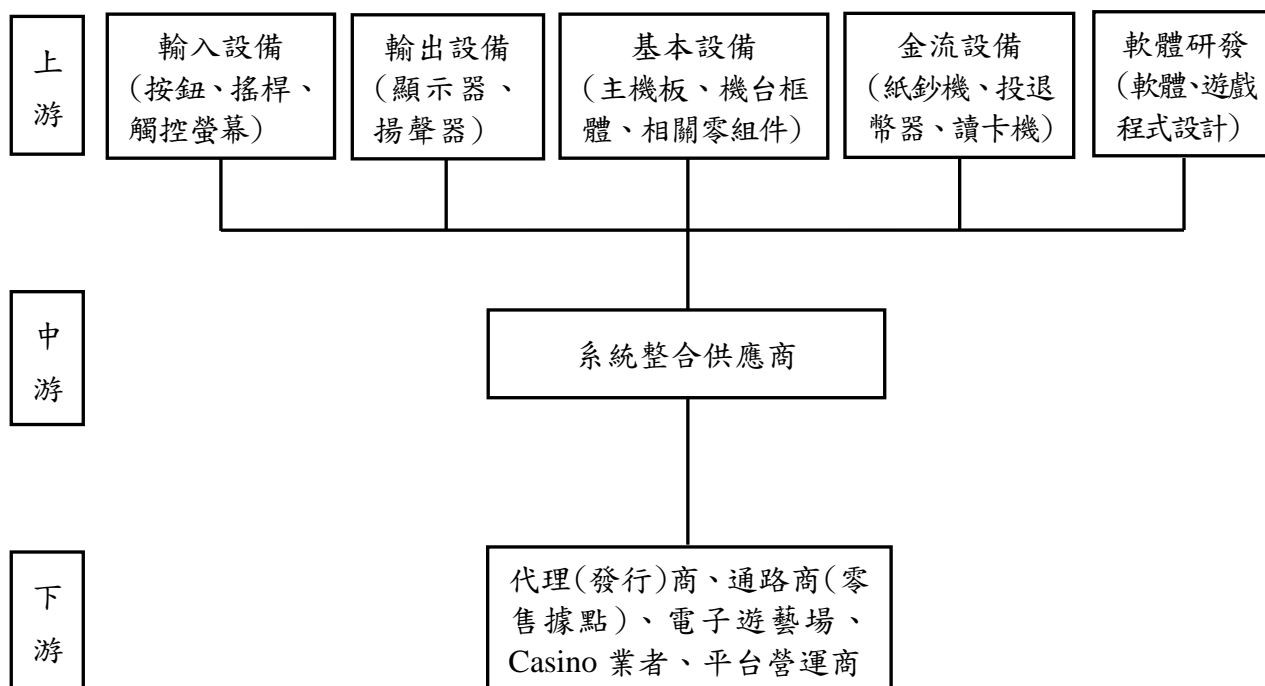 上
游
輸入設備
(按鈕、搖桿、
觸控螢幕)
輸出設備
(顯示器、
揚聲器)
基本設備
(主機板、機台框
體、相關零組件)
金流設備
(紙鈔機、投退
幣器、讀卡機)
軟體研發
(軟體、遊戲
程式設計)
中
游
系統整合供應商
下
游
代理(發行)商、通路商(零
售據點)、電子遊藝場、
Casino 業者、平台營運商